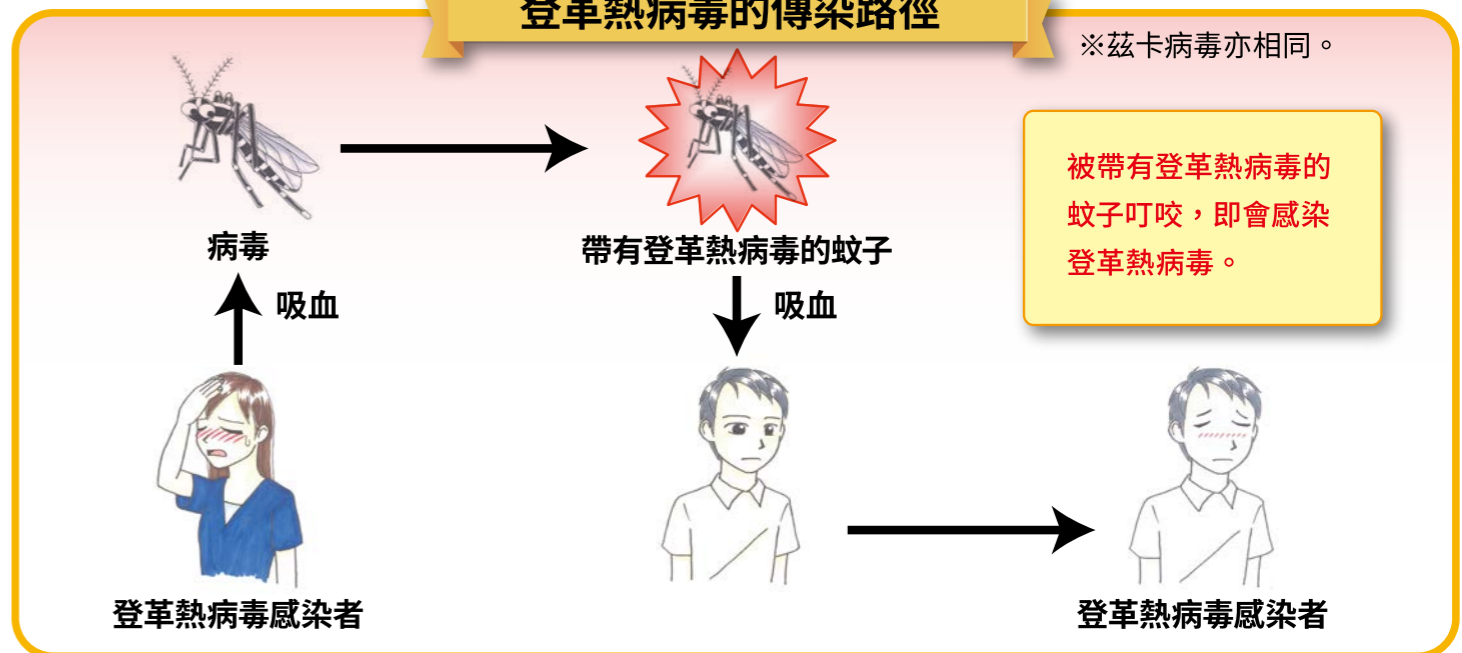 登革熱病毒的傳染路徑
※茲卡病毒亦相同。
被帶有登革熱病毒的
蚊子叮咬，即會感染
登革熱病毒。
病毒
帶有登革熱病毒的蚊子
吸血
吸血
登革熱病毒感染者
登革熱病毒感染者